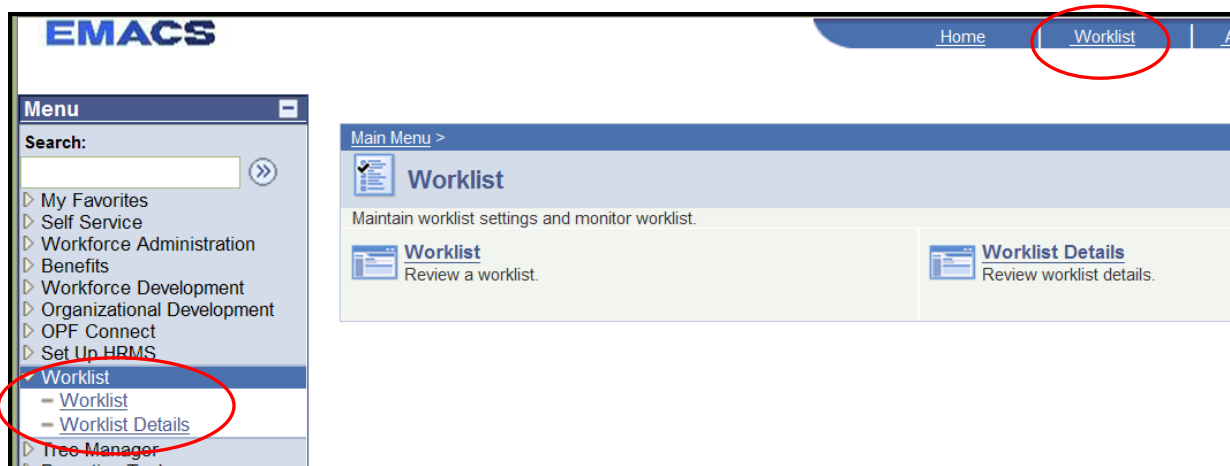 EMACS
Home
Worklist
Menu
Search:
My Favorites
Self Service
Workforce Administration
Benefits
Workforce Development
Organizational Development
OPF Connect
Set Up HRMS
Worklist
Worklist
Worklist Details
Tree Manager
Main Menu >
Worklist
Maintain worklist settings and monitor worklist.
Worklist
Review a worklist.
Worklist Details
Review worklist details.